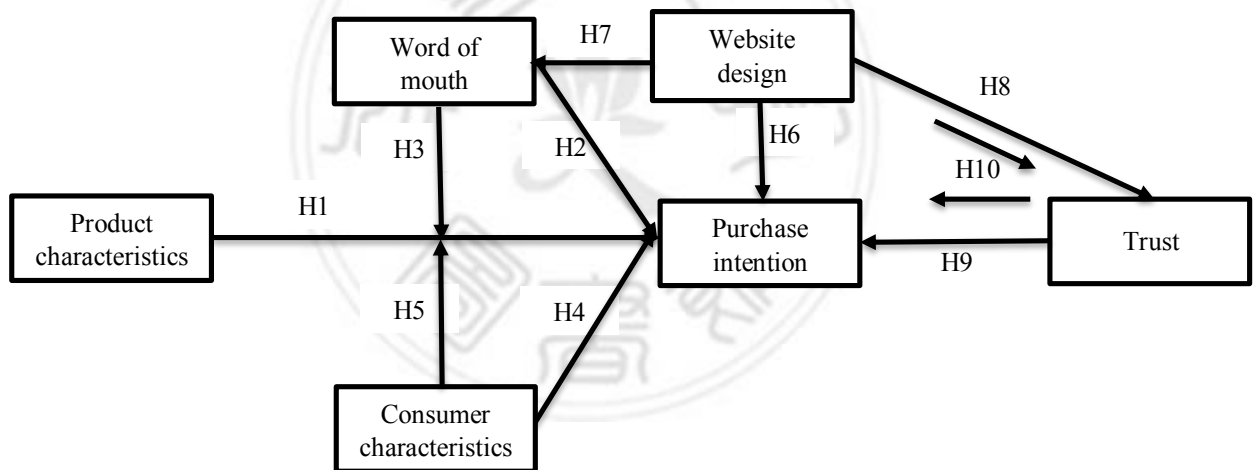 Word of
mouth
H7
Website
design
H8
H3
H2
H6
H10
Product
characteristics
H1
Purchase
intention
Trust
H9
H5
H4
Consumer
characteristics